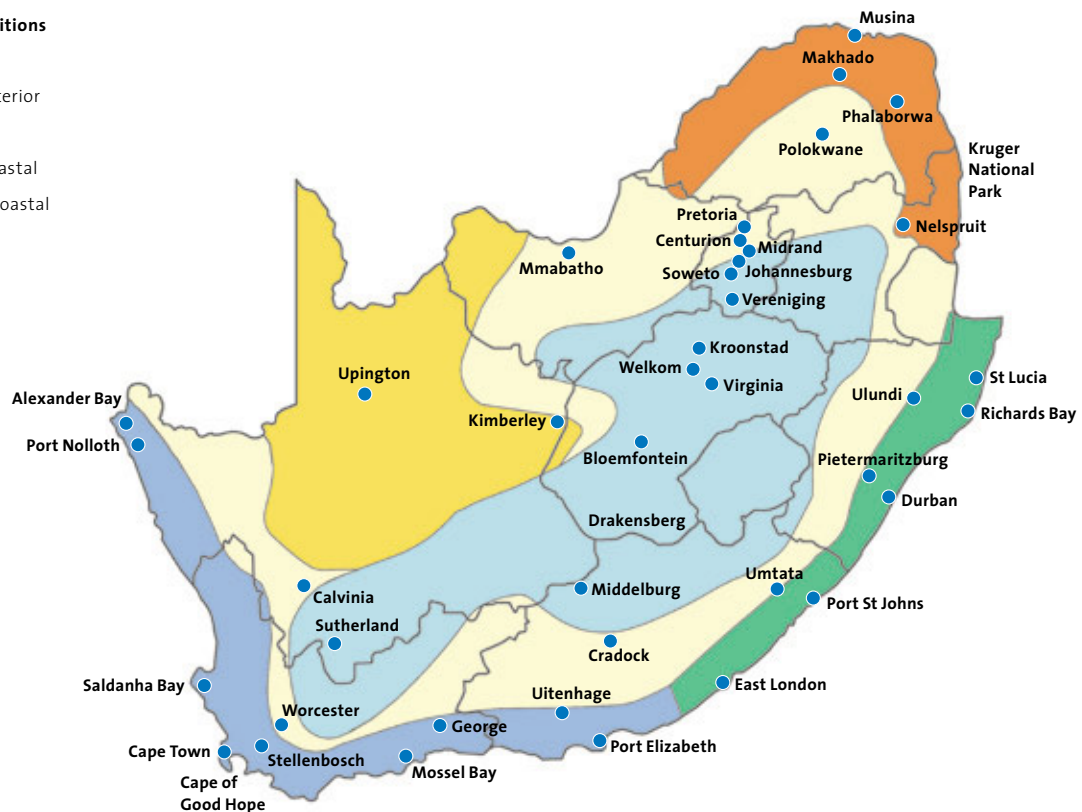 itions
terior
astal
oastal
Musina
Makhado
Phalaborwa
Polokwane
Kruger
National
Park
Pretoria
Nelspruit
Centurion
Midrand
Mmabatho
Soweto
Johannesburg
Vereniging
Kroonstad
Welkom
Virginia
Upington
St Lucia
Alexander Bay
Ulundi
Richards Bay
Kimberley
Port Nolloth
Bloemfontein
Pietermaritzburg
Durban
Drakensberg
Umtata
Middelburg
Calvinia
Port St Johns
Sutherland
Cradock
Saldanha Bay
East London
Uitenhage
Worcester
George
Port Elizabeth
Cape Town
Stellenbosch
Mossel Bay
Cape of
Good Hope